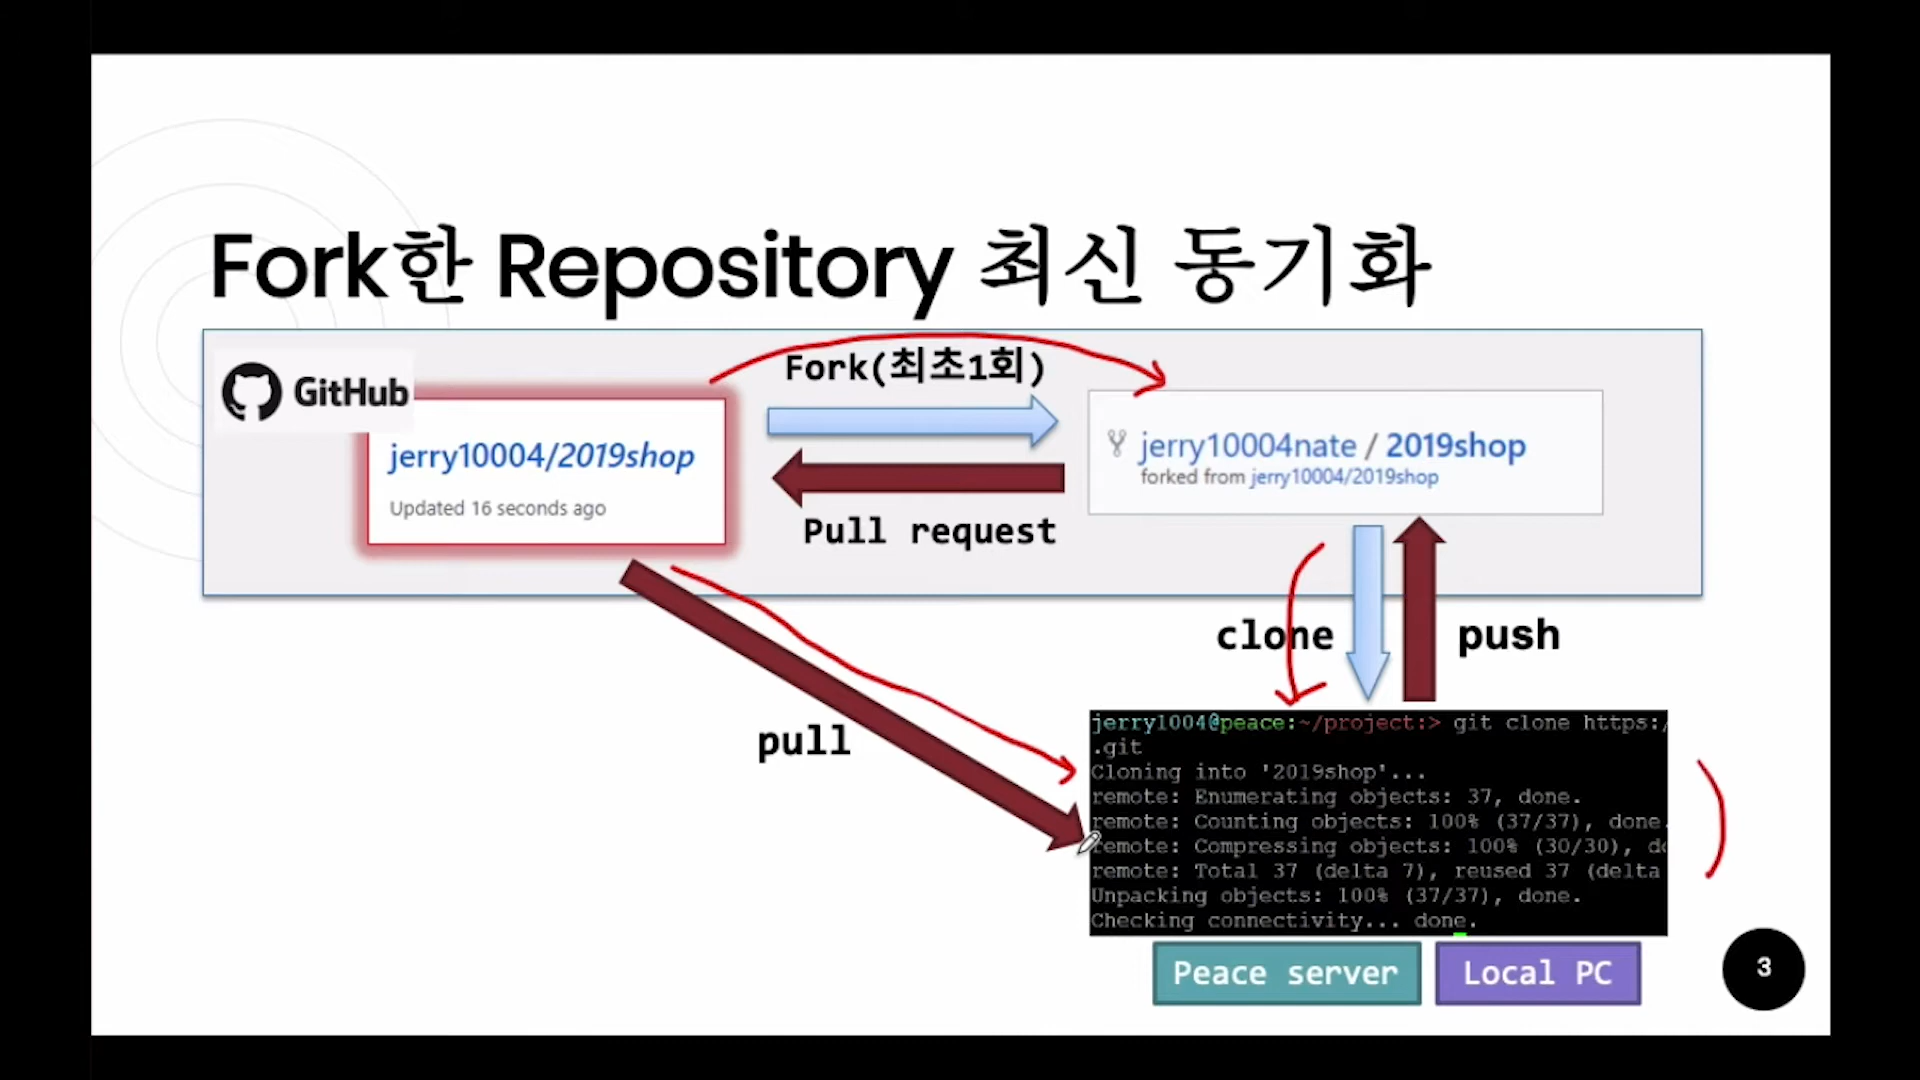 Fork한 Repository 최신 동기화
GitHub
jerry10004/2019shop
Updated 16 seconds ago
Fork(최초1회)
Pull request
jerry10004nate / 2019shop
forked from jerry10004/2019shop
clone
push
pull
jerry1004@peace:~/project:> git clone https:/
.git
Cloning into '2019shop'...
remote: Enumerating objects: 37, done.
remote: Counting objects: 100% (37/37), done.
remote: Compressing objects: 100% (30/30), do
remote: Total 37 (delta 7), reused 37 (delta
Unpacking objects: 100% (37/37), done.
Checking connectivity... done.
Peace server
Local PC
3